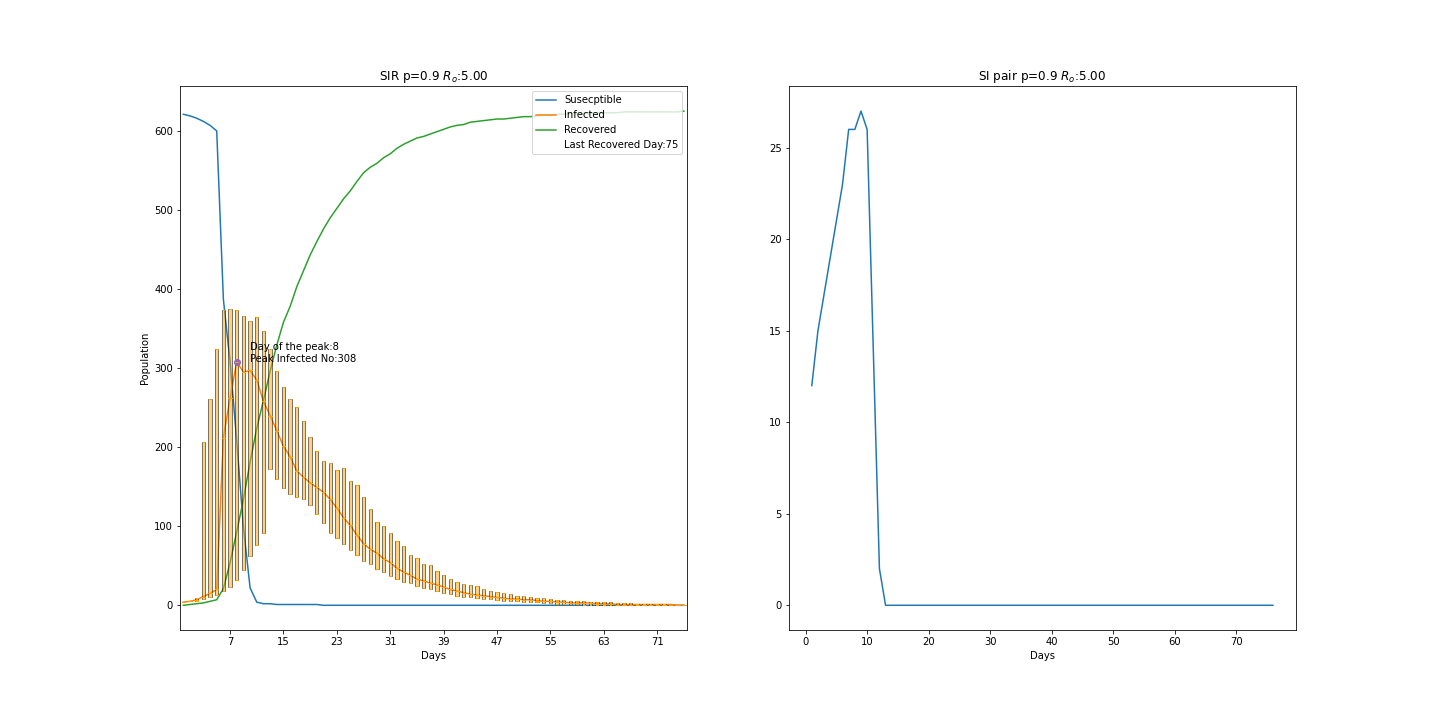 SIR p=0.9 Ro:5.00
Susecptible
Infected
Recovered
Last Recovered Day:75
Day of the peak:8
Peak Infected No:308
Population
600
500
400
300
200
100
0
7 15 23 31 39 47 55 63 71
Days
SI pair p=0.9 Ro:5.00
25
20
15
10
5
0
0 10 20 30 40 50 60 70
Days